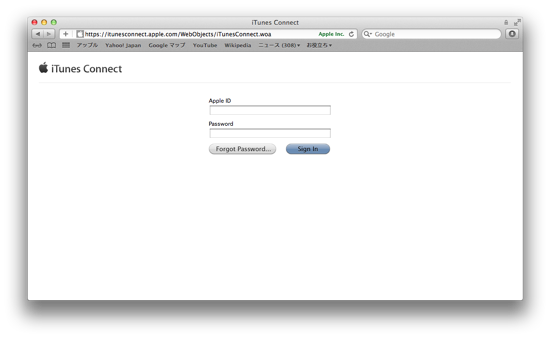 iTunes Connect
https://itunesconnect.apple.com/WebObjects/iTunesConnect.woa
Apple Inc.
Google
アップル Yahoo! Japan Google マップ YouTube Wikipedia ニュース (308) お役立ち
iTunes Connect
Apple ID
Password
Forgot Password...
Sign In